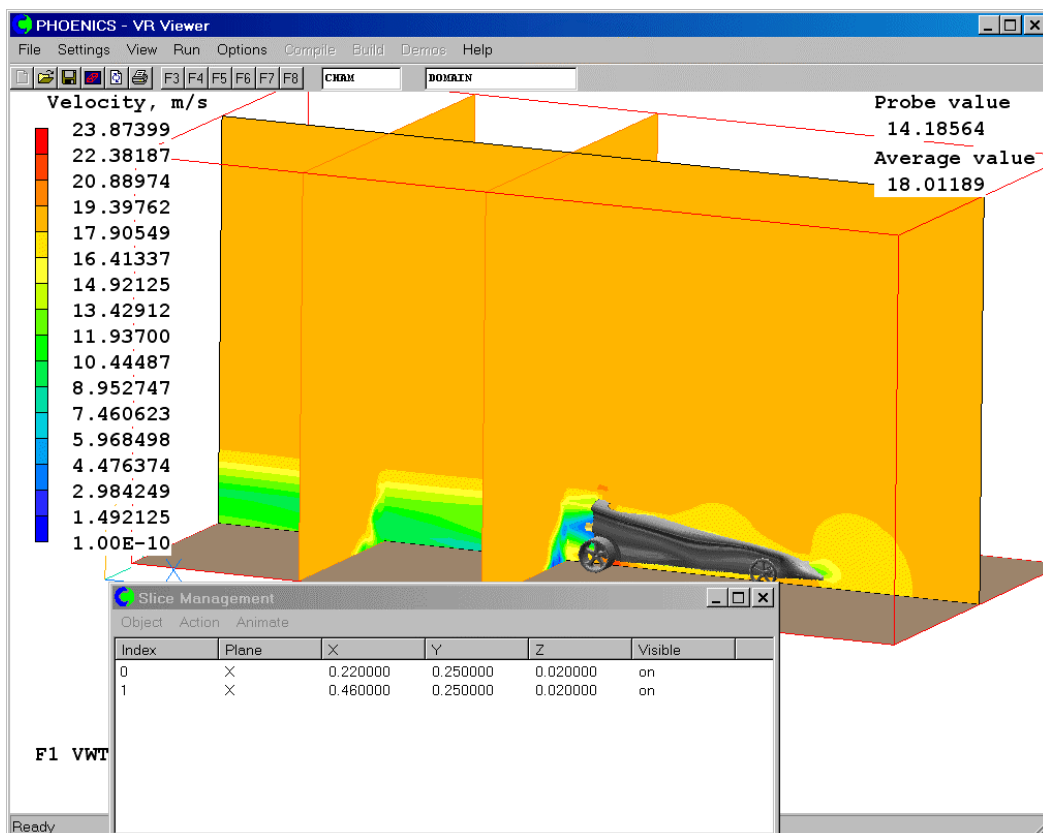 PHOENICS - VR Viewer
File Settings View Run Options Compile Build Demos Help
F3 F4 F5 F6 F7 F8 CHAM DOMAIN
Velocity, m/s
23.87399
22.38187
20.88974
19.39762
17.90549
16.41337
14.92125
13.42912
11.93700
10.44487
8.952747
7.460623
5.968498
4.476374
2.984249
1.492125
1.00E-10
Probe value
14.18564
Average value
18.01189
X
Slice Management
Object Action Animate
Index Plane X Y Z Visible
0 X 0.220000 0.250000 0.020000 on
1 X 0.460000 0.250000 0.020000 on
F1 VWT
Ready